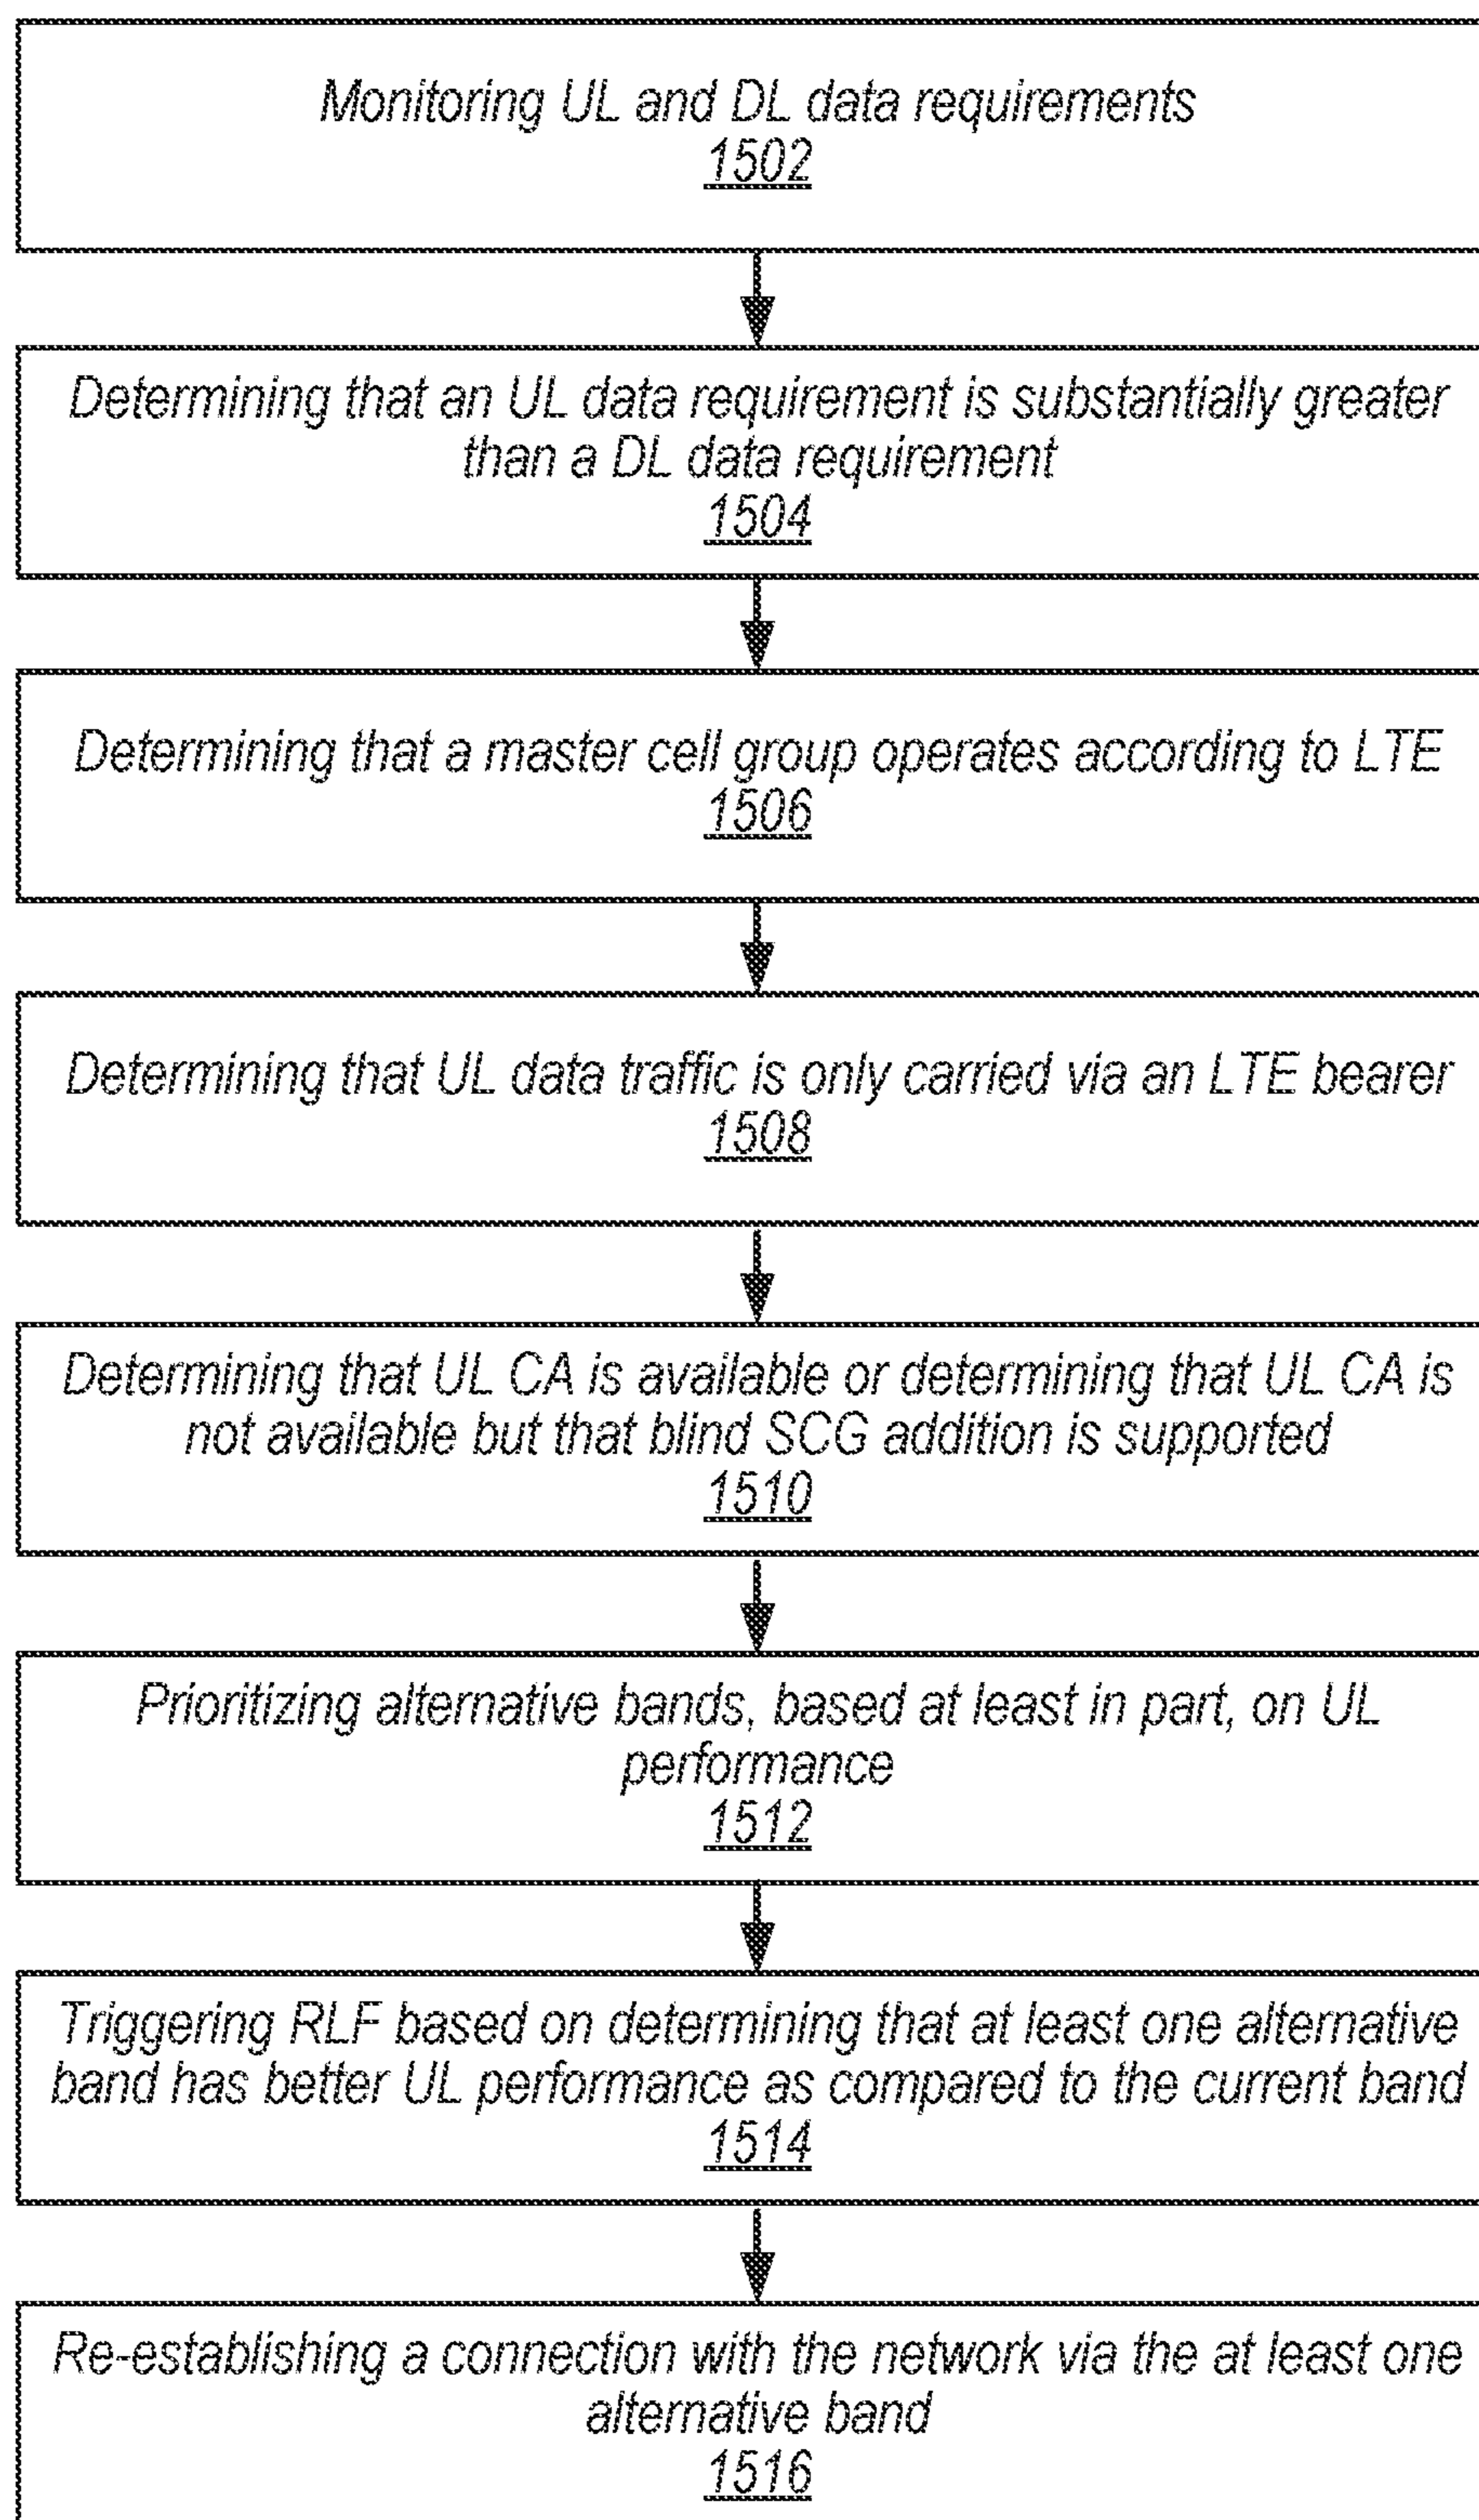 Monitoring UL and DL data requirements
1502
Determining that an UL data requirement is substantially greater
than a DL data requirement
1504
Determining that a master cell group operates according to LTE
1506
Determining that UL data traffic is only carried via an LTE bearer
1508
Determining that UL CA is available or determining that UL CA is
not available but that blind SCG addition is supported
1510
Prioritizing alternative bands, based at least in part, on UL
performance
1512
Triggering RLF based on determining that at least one alternative
band has better UL performance as compared to the current band
1514
Re-establishing a connection with the network via the at least one
alternative band
1516